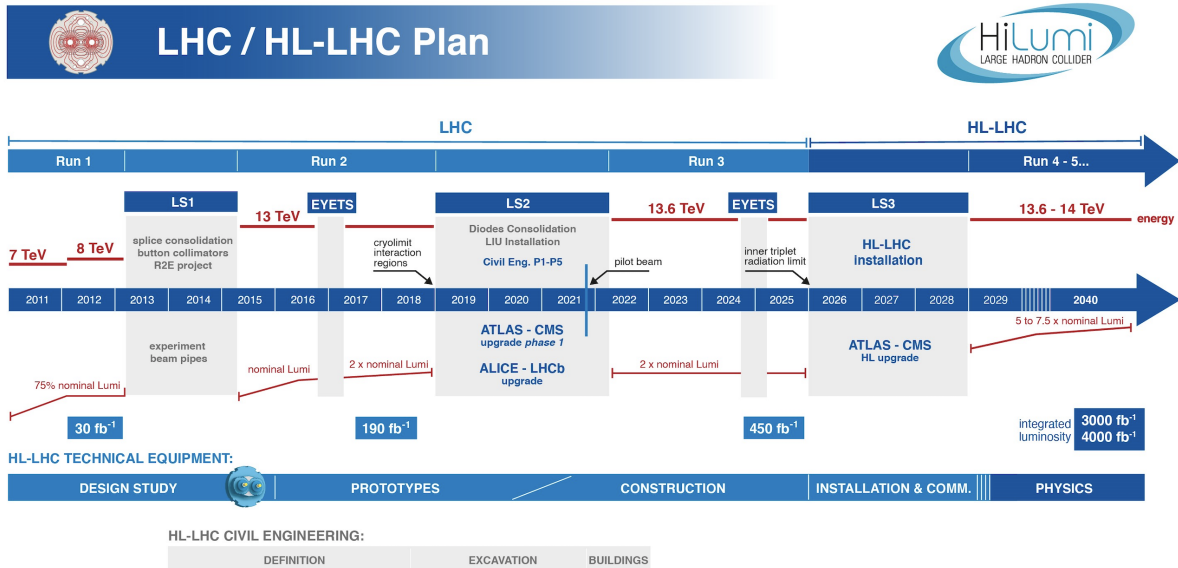 LHC / HL-LHC Plan
HiLumi
LARGE HADRON COLLIDER
LHC
HL-LHC
Run 1
Run 2
Run 3
Run 4 - 5...
LS1
EYETS
LS2
EYETS
LS3
7 TeV
8 TeV
13 TeV
13.6 TeV
13.6 - 14 TeV
energy
splice consolidation
button collimators
R2E project
cryolimit
interaction
regions
Diodes Consolidation
LIU Installation
Civil Eng. P1-P5
pilot beam
inner triplet
radiation limit
HL-LHC
installation
2011 2012 2013 2014 2015 2016 2017 2018 2019 2020 2021 2022 2023 2024 2025 2026 2027 2028 2029 2040
experiment
beam pipes
ATLAS - CMS
upgrade phase 1
ALICE - LHCb
upgrade
ATLAS - CMS
HL upgrade
75% nominal Lumi
nominal Lumi
2 x nominal Lumi
2 x nominal Lumi
5 to 7.5 x nominal Lumi
30 fb⁻¹
190 fb⁻¹
450 fb⁻¹
integrated
luminosity
3000 fb⁻¹
4000 fb⁻¹
HL-LHC TECHNICAL EQUIPMENT:
DESIGN STUDY
PROTOTYPES
CONSTRUCTION
INSTALLATION & COMM.
PHYSICS
HL-LHC CIVIL ENGINEERING:
DEFINITION
EXCAVATION
BUILDINGS